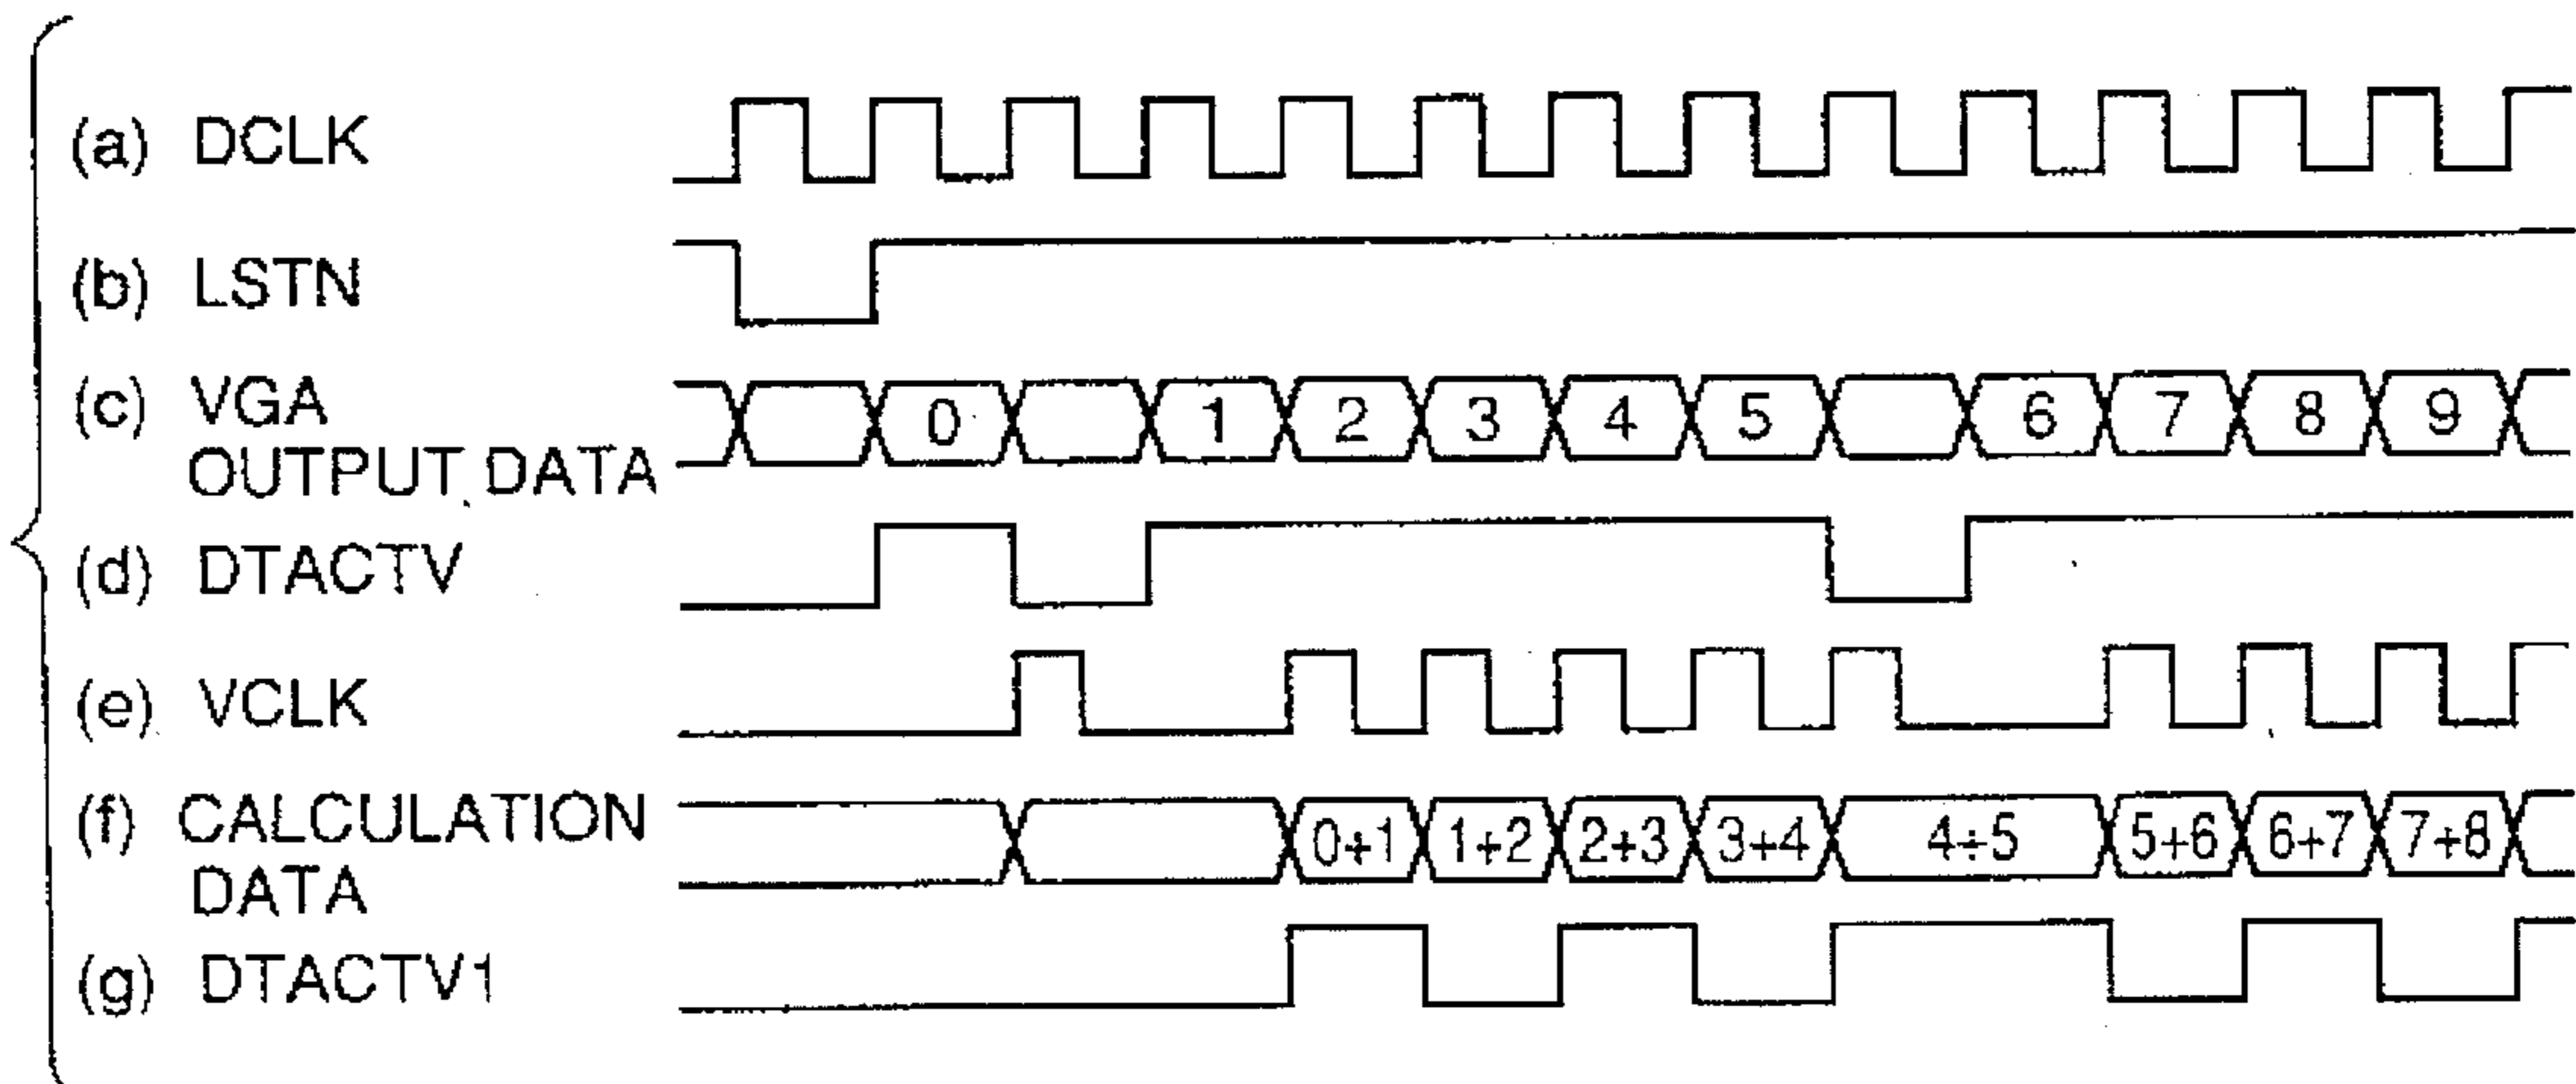 (a) DCLK
(b) LSTN
(c) VGA
OUTPUT DATA
0 1 2 3 4 5 6 7 8 9
(d) DTACTV
(e) VCLK
(f) CALCULATION
DATA
0+1 1+2 2+3 3+4 4+5 5+6 6+7 7+8
(g) DTACTV1